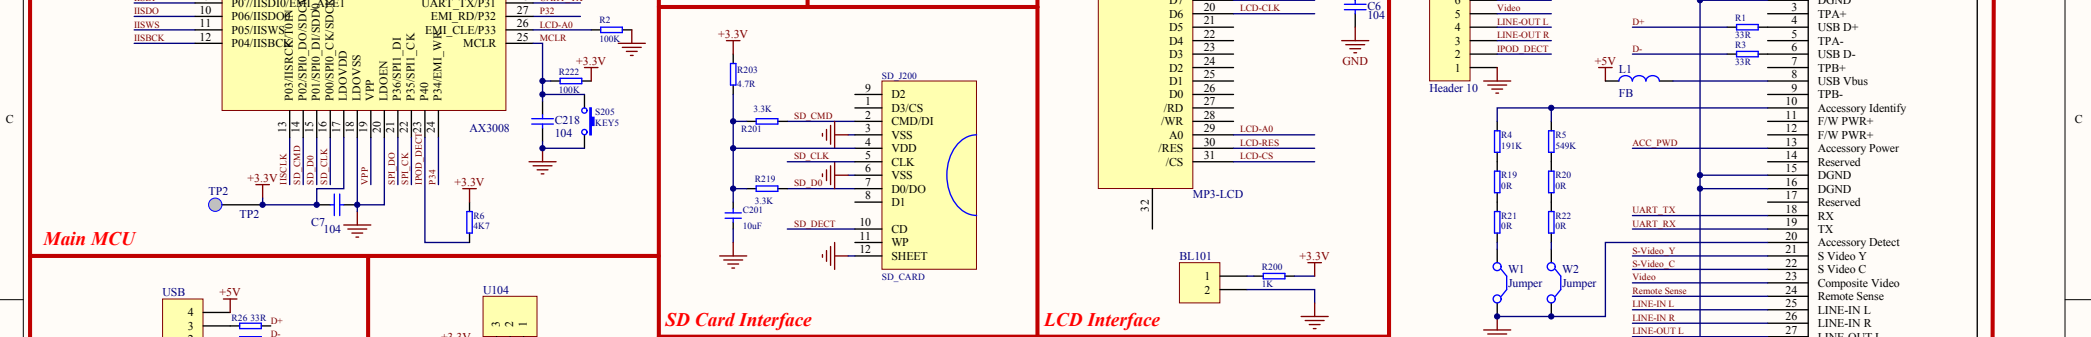 P07/IISDI0/EMI_ALE1
IISDO 10 P06/IISDOE
IISWS 11 P05/IISWS
IISBCK 12 P04/IISBCK
UART_TX/P31
EMI_RD/P32 27 P32
EMI_CLE/P33 26 LCD-A0
MCLR 25 MCLR
R2
100K
P02/SPI0_DO/SDC
P01/SPI0_DI/SDD0
P00/SPI0_CK/SDCK
LDOVDD
LDOVSS
VPP
LDOEN
P36/SPI1_DI
P35/SPI1_CK
P40
P34/EMI_WR
13 14 15 16 17 18 19 20 21 22 23 24
AX3008
IISCLK
SD_CMD
SD_D0
SD_CLK
VPP
SPI_DO
SPI_CK
IPOD_DECT
P34
+3.3V
R222
100K
C218
104
S205
KEY5
TP2
+3.3V
TP2
C7
104
+3.3V
R6
4K7
Main MCU
USB
+5V
4
3
R26 33R
D+
D-
U104
3 2 1
+3.3V
R203
4.7R
3.3K
R201
R219
3.3K
C201
10uF
SD_J200
9 D2
1 D3/CS
SD_CMD 2 CMD/DI
3 VSS
4 VDD
SD_CLK 5 CLK
6 VSS
SD_D0 7 D0/DO
8 D1
SD_DECT 10 CD
11 WP
12 SHEET
SD_CARD
SD Card Interface
D6 20 LCD-CLK
D5 21
D4 22
D3 23
D2 24
D1 25
D0 26
/RD 27
/WR 28
A0 29 LCD-A0
/RES 30 LCD-RES
/CS 31 LCD-CS
32
MP3-LCD
C6
104
GND
BL101
1
2
R200
1K
+3.3V
LCD Interface
5 Video
4 LINE-OUT L
3 LINE-OUT R
2 IPOD_DECT
1
Header 10
D+
R1
33R
D-
R3
33R
+5V
L1
FB
R4
191K
R5
549K
R19
0R
R20
0R
R21
0R
R22
0R
W1
Jumper
W2
Jumper
3 TPA+
4 USB D+
5 TPA-
6 USB D-
7 TPB+
8 USB Vbus
9 TPB-
10 Accessory Identify
11 F/W PWR+
12 F/W PWR+
ACC_PWD 13 Accessory Power
14 Reserved
15 DGND
16 DGND
17 Reserved
UART_TX 18 RX
UART_RX 19 TX
20 Accessory Detect
S-Video_Y 21 S Video Y
S-Video_C 22 S Video C
Video 23 Composite Video
Remote Sense 24 Remote Sense
LINE-IN L 25 LINE-IN L
LINE-IN R 26 LINE-IN R
LINE-OUT L 27 LINE-OUT L
C
C